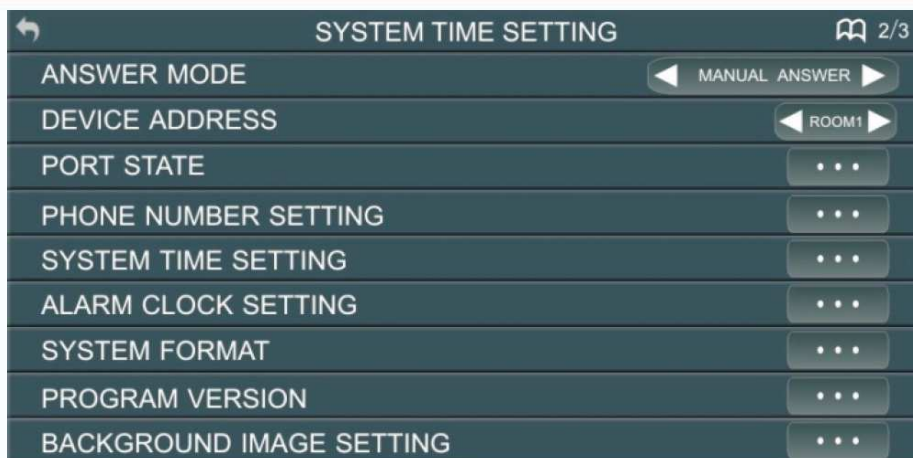 SYSTEM TIME SETTING 2/3
ANSWER MODE MANUAL ANSWER
DEVICE ADDRESS ROOM1
PORT STATE
PHONE NUMBER SETTING
SYSTEM TIME SETTING
ALARM CLOCK SETTING
SYSTEM FORMAT
PROGRAM VERSION
BACKGROUND IMAGE SETTING